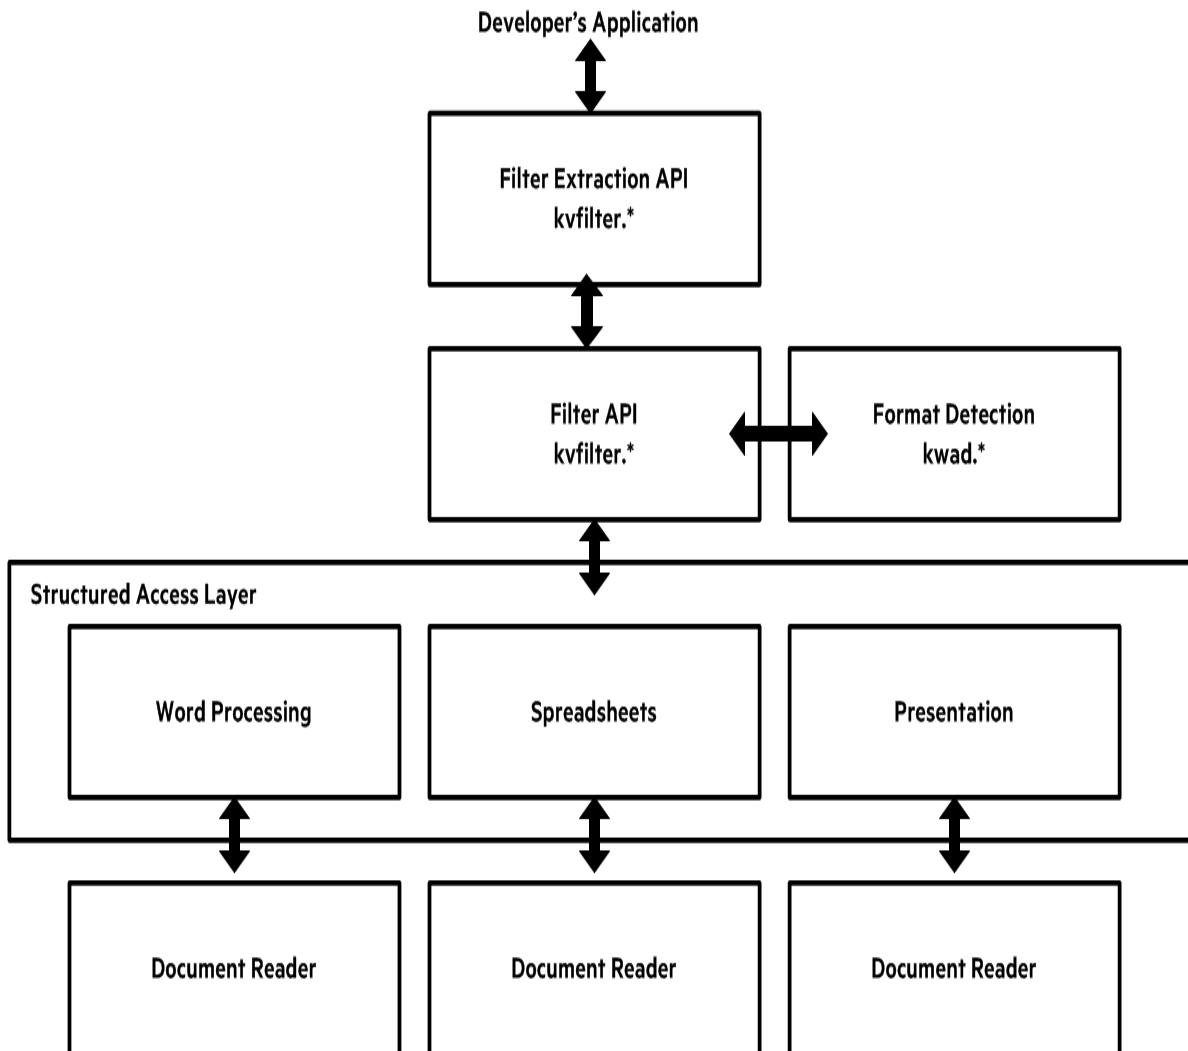 Developer’s Application
Filter Extraction API
kvfilter.*
Filter API
kvfilter.*
Format Detection
kwad.*
Structured Access Layer
Word Processing
Spreadsheets
Presentation
Document Reader
Document Reader
Document Reader